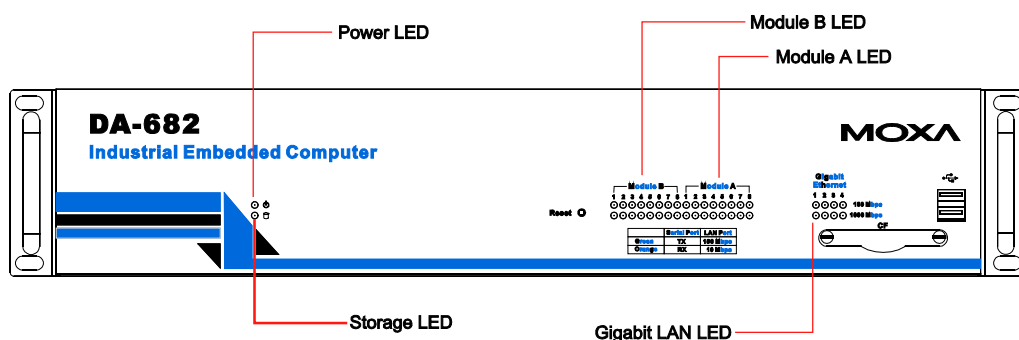 Power LED
Module B LED
Module A LED
DA-682
Industrial Embedded Computer
MOXA
Module B Module A
1 2 3 4 5 6 7 8 1 2 3 4 5 6 7 8
Gigabit
Ethernet
1 2 3 4
100 Mbps
1000 Mbps
Reset
CF
Serial Port LAN Port
Green TX 100 Mbps
Orange RX 10 Mbps
Storage LED
Gigabit LAN LED